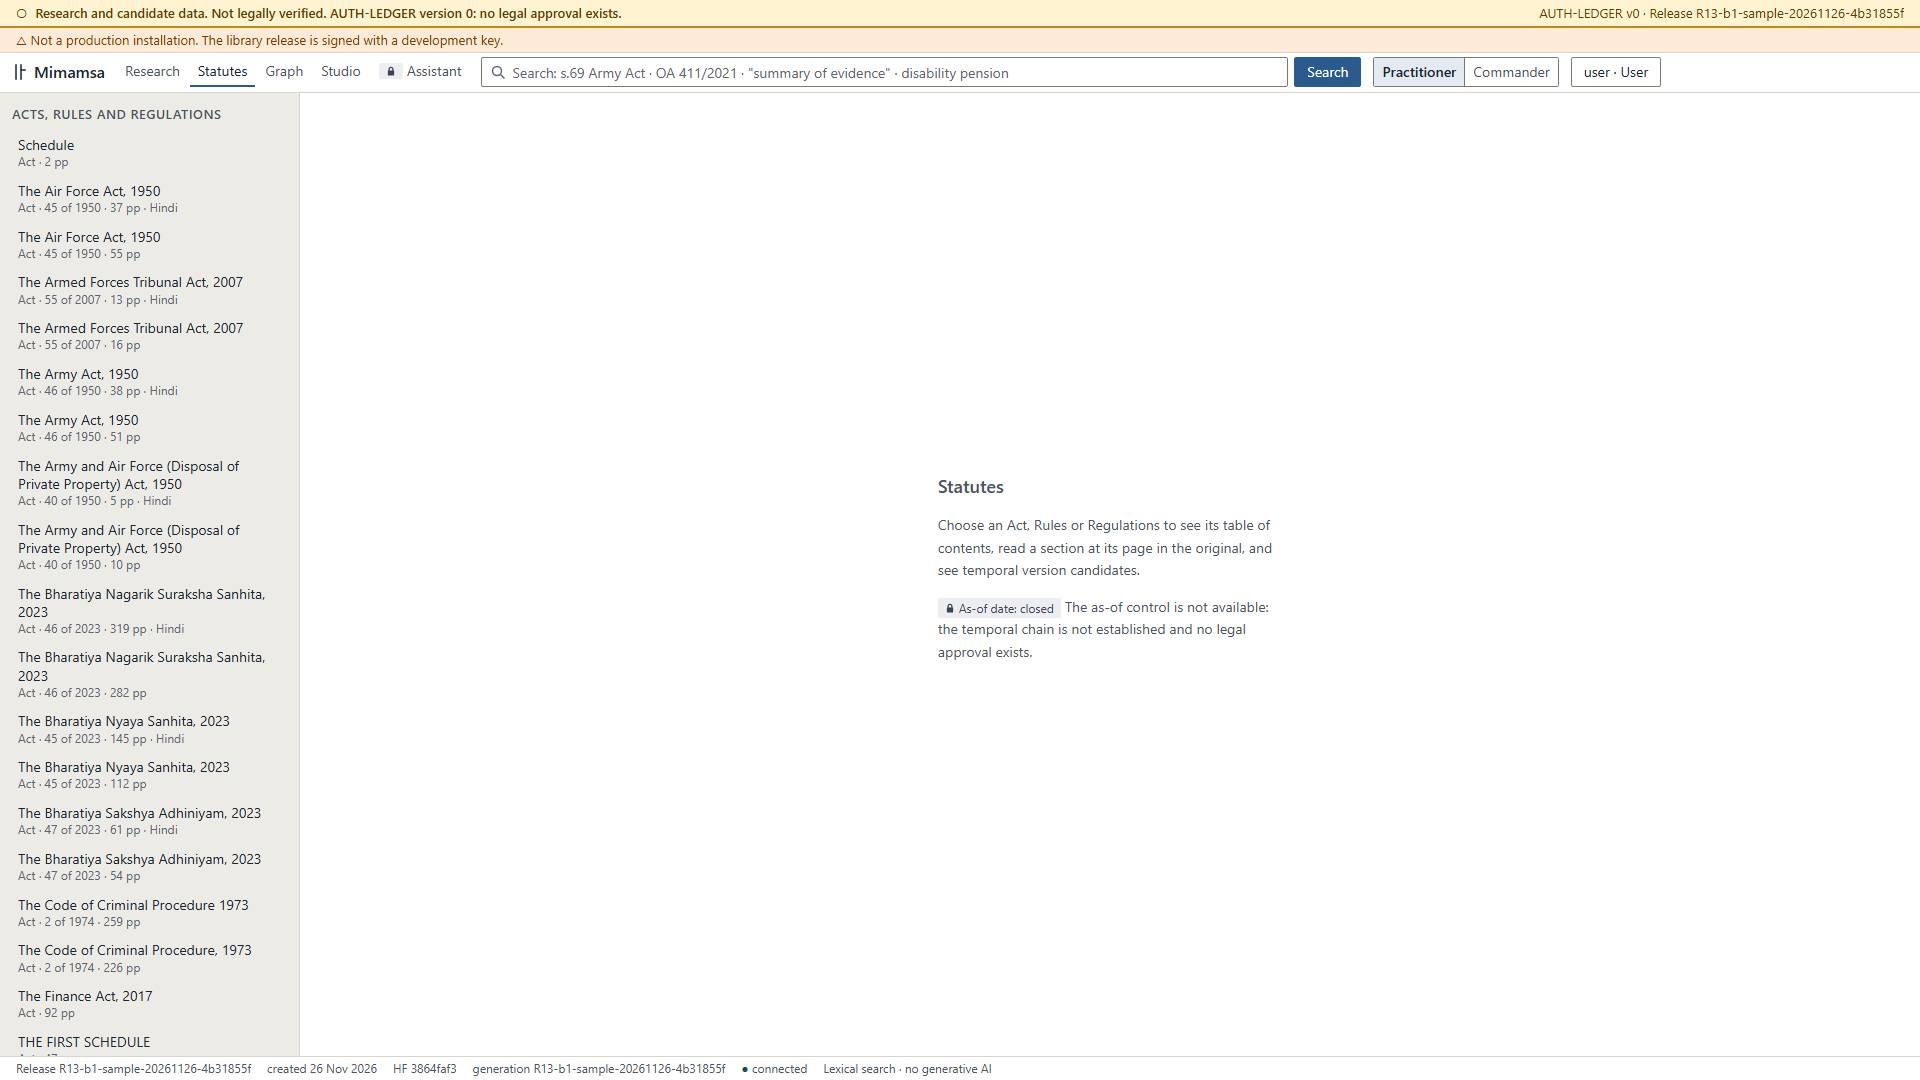 Research and candidate data. Not legally verified. AUTH-LEDGER version 0: no legal approval exists.
AUTH-LEDGER v0 · Release R13-b1-sample-20261126-4b31855f
Not a production installation. The library release is signed with a development key.
Mimamsa
Research
Statutes
Graph
Studio
Assistant
Search: s.69 Army Act · OA 411/2021 · "summary of evidence" · disability pension
Search
Practitioner
Commander
user · User
ACTS, RULES AND REGULATIONS
Schedule
Act · 2 pp
The Air Force Act, 1950
Act · 45 of 1950 · 37 pp · Hindi
The Air Force Act, 1950
Act · 45 of 1950 · 55 pp
The Armed Forces Tribunal Act, 2007
Act · 55 of 2007 · 13 pp · Hindi
The Armed Forces Tribunal Act, 2007
Act · 55 of 2007 · 16 pp
The Army Act, 1950
Act · 46 of 1950 · 38 pp · Hindi
The Army Act, 1950
Act · 46 of 1950 · 51 pp
The Army and Air Force (Disposal of
Private Property) Act, 1950
Act · 40 of 1950 · 5 pp · Hindi
The Army and Air Force (Disposal of
Private Property) Act, 1950
Act · 40 of 1950 · 10 pp
The Bharatiya Nagarik Suraksha Sanhita,
2023
Act · 46 of 2023 · 319 pp · Hindi
The Bharatiya Nagarik Suraksha Sanhita,
2023
Act · 46 of 2023 · 282 pp
The Bharatiya Nyaya Sanhita, 2023
Act · 45 of 2023 · 145 pp · Hindi
The Bharatiya Nyaya Sanhita, 2023
Act · 45 of 2023 · 112 pp
The Bharatiya Sakshya Adhiniyam, 2023
Act · 47 of 2023 · 61 pp · Hindi
The Bharatiya Sakshya Adhiniyam, 2023
Act · 47 of 2023 · 54 pp
The Code of Criminal Procedure 1973
Act · 2 of 1974 · 259 pp
The Code of Criminal Procedure, 1973
Act · 2 of 1974 · 226 pp
The Finance Act, 2017
Act · 92 pp
THE FIRST SCHEDULE
Statutes
Choose an Act, Rules or Regulations to see its table of
contents, read a section at its page in the original, and
see temporal version candidates.
As-of date: closed The as-of control is not available:
the temporal chain is not established and no legal
approval exists.
Release R13-b1-sample-20261126-4b31855f
created 26 Nov 2026
HF 3864faf3
generation R13-b1-sample-20261126-4b31855f
connected
Lexical search · no generative AI